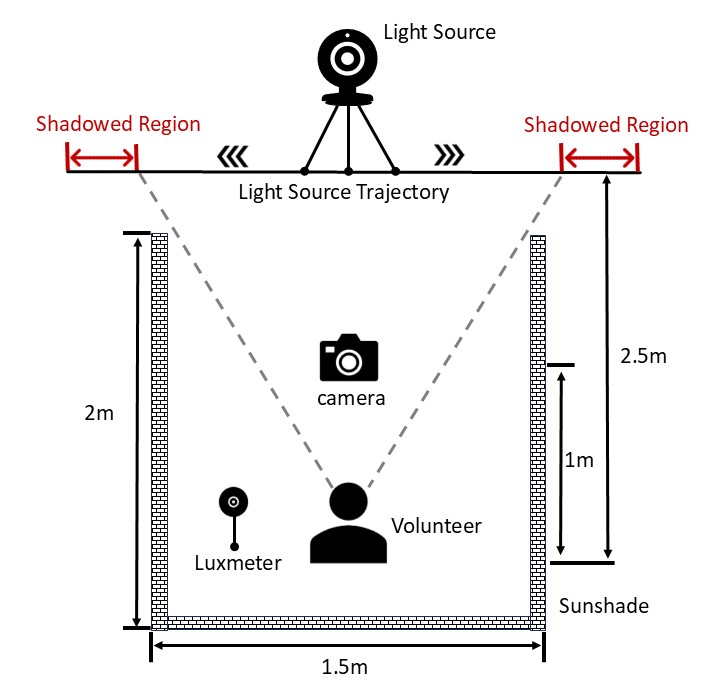 Light Source
Shadowed Region
Shadowed Region
Light Source Trajectory
2.5m
camera
2m
1m
Volunteer
Luxmeter
Sunshade
1.5m